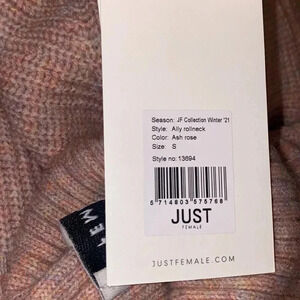 Season: JF Collection Winter '21
Style: Ally rollneck
Color: Ash rose
Size: S
Style no: 13694
5 714803 575768
JUST
FEMALE
JUSTFEMALE.COM